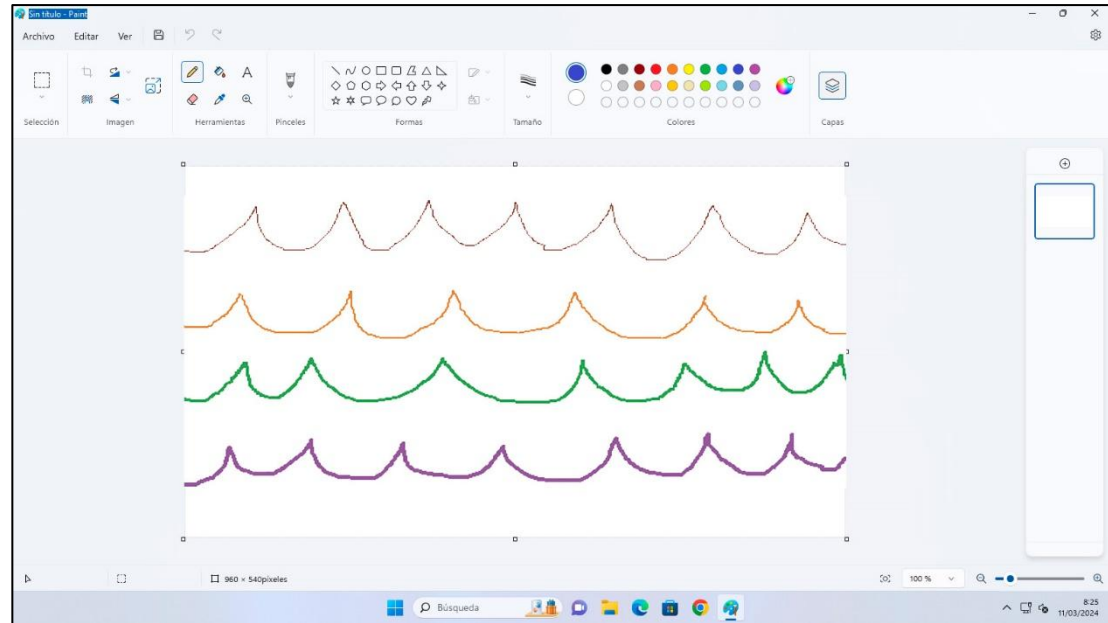 Sin título - Paint
Archivo Editar Ver
Selección Imagen Herramientas Pinceles Formas Tamaño Colores Capas
960 × 540píxeles 100 %
Búsqueda
8:25
11/03/2024